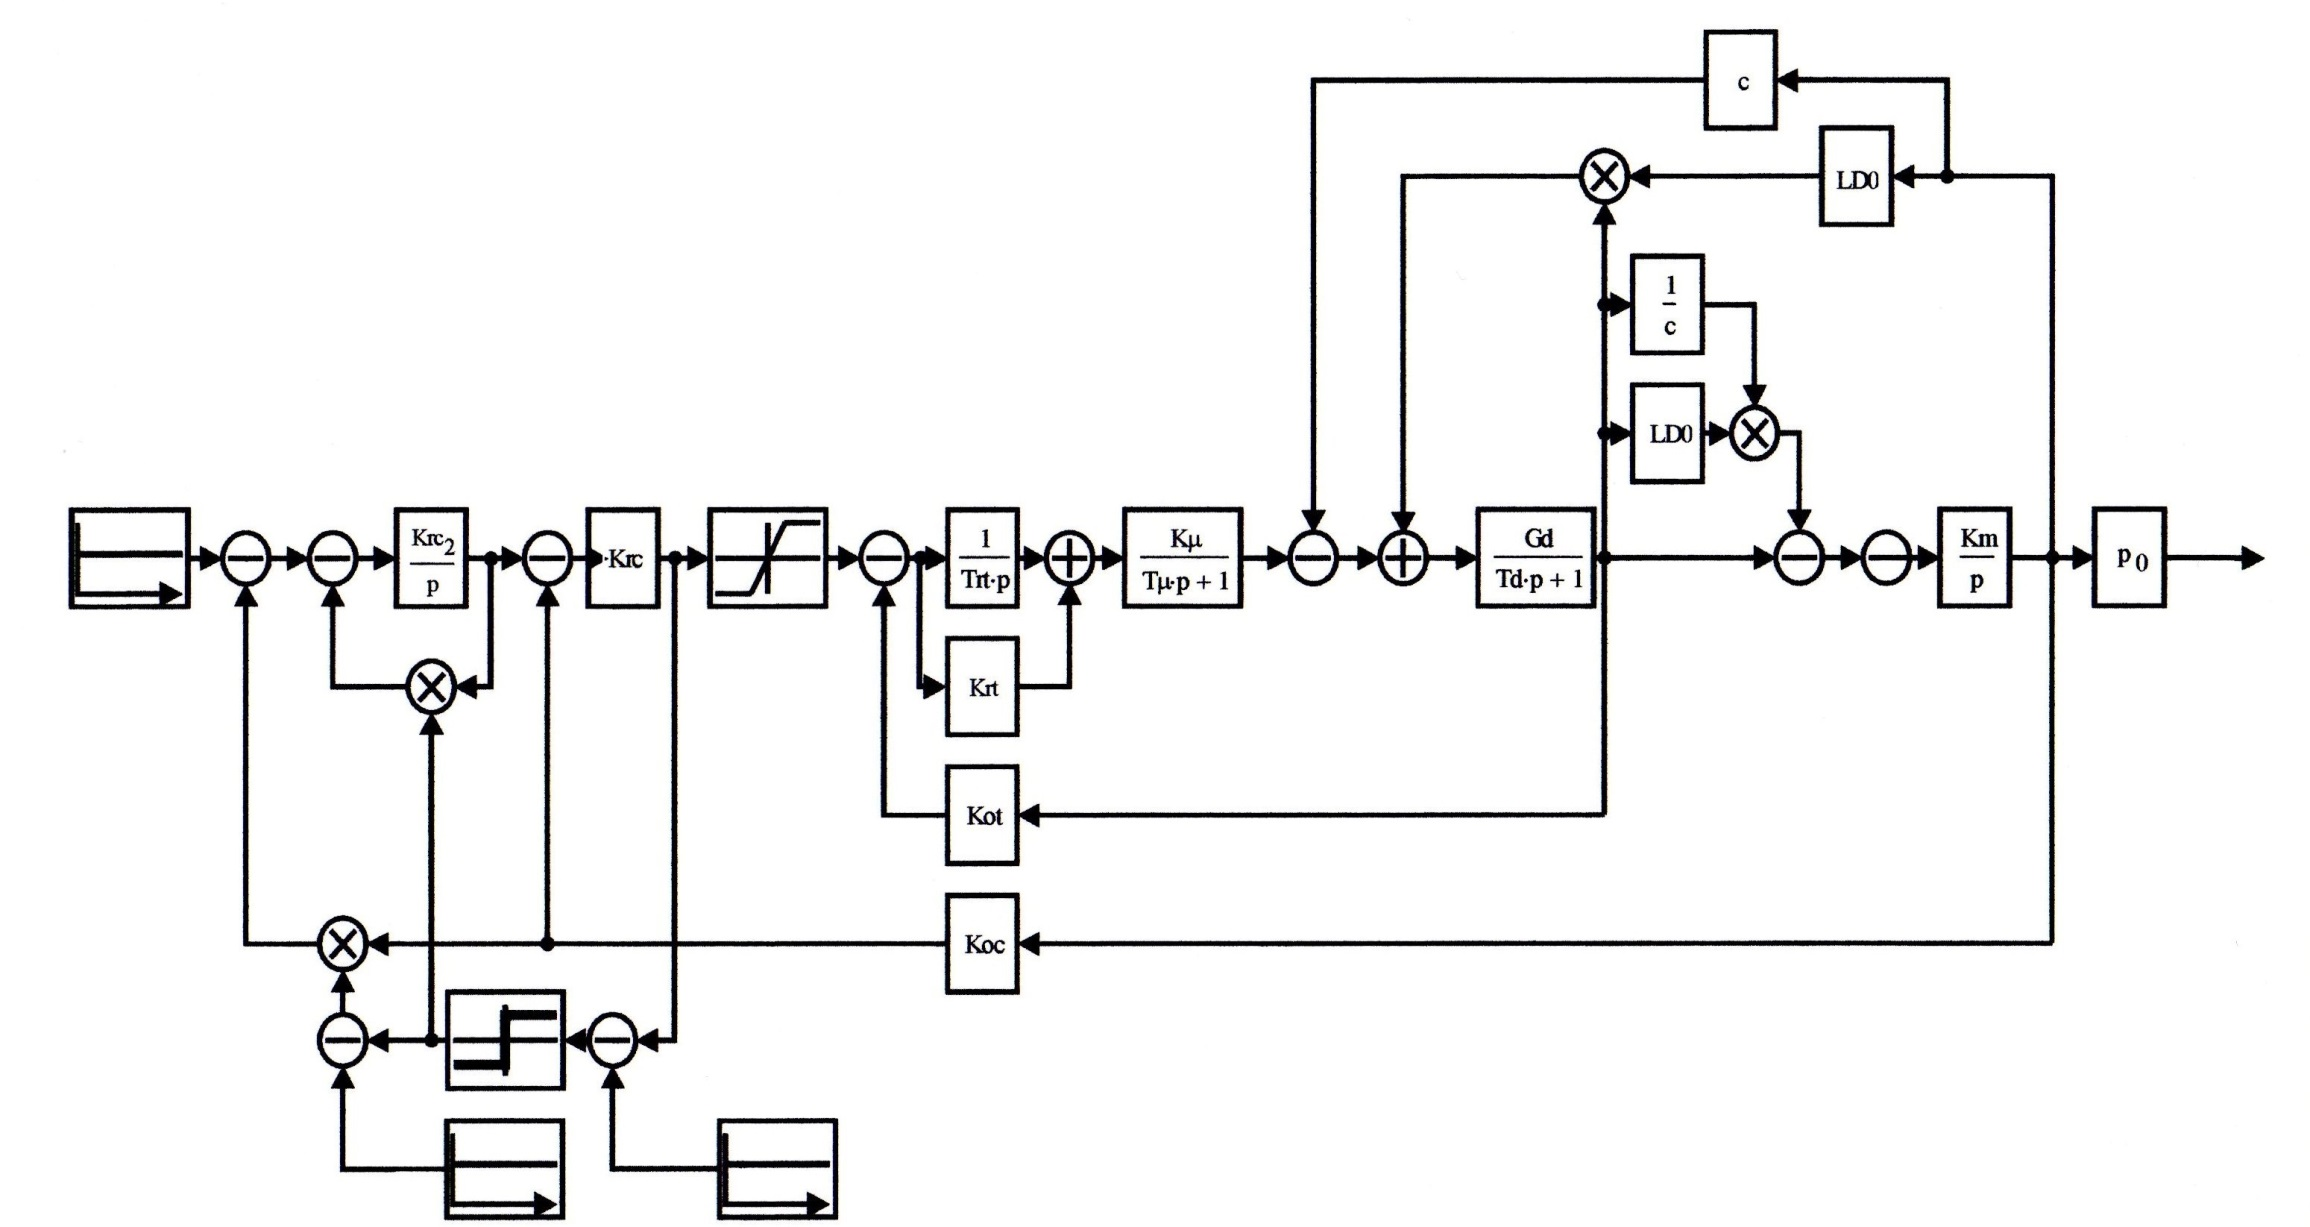 c
LD0
1
c
LD0
Krc2
p
·Krc
1
Trt·p
Kμ
Tμ·p + 1
Gd
Td·p + 1
Km
p
p0
Krt
Kot
Koc